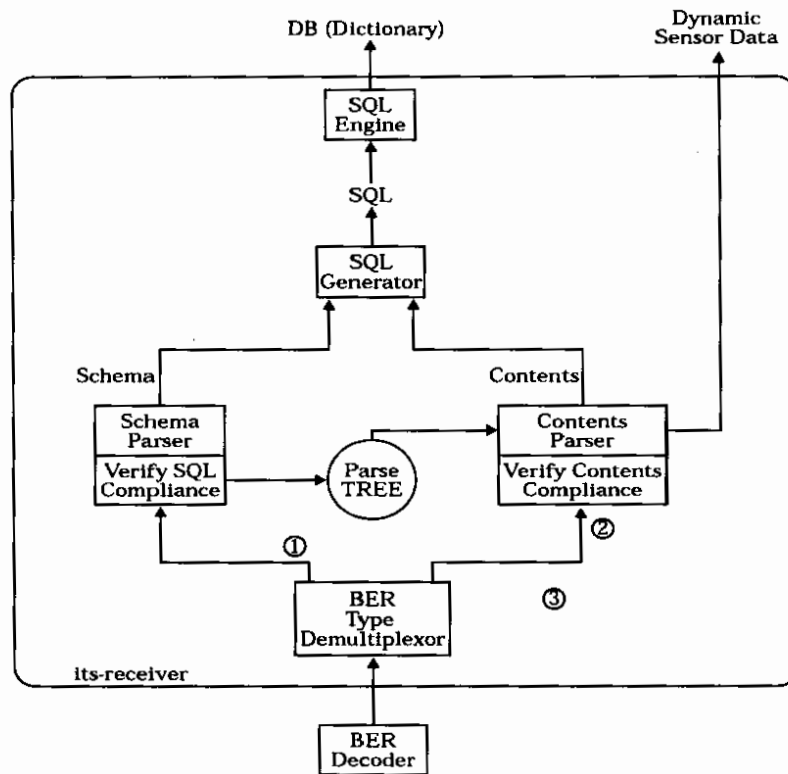 DB (Dictionary)
Dynamic
Sensor Data
SQL
Engine
SQL
SQL
Generator
Schema
Contents
Schema
Parser
Verify SQL
Compliance
Parse
TREE
Contents
Parser
Verify Contents
Compliance
①
②
③
BER
Type
Demultiplexor
its-receiver
BER
Decoder